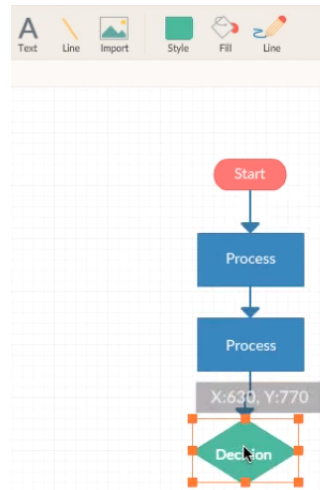 Text Line Import Style Fill Line
Start
Process
Process
X:630, Y:770
Decision